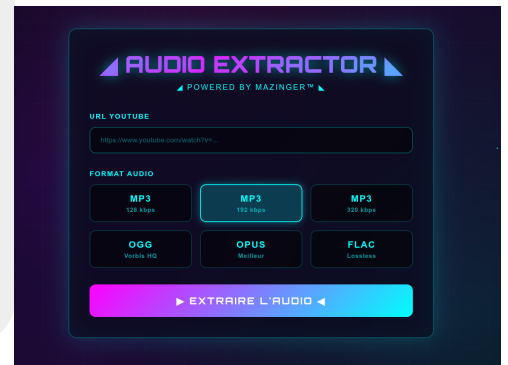 ◢ AUDIO EXTRACTOR ◣
◢ POWERED BY MAZINGER™ ◣
URL YOUTUBE
https://www.youtube.com/watch?v=...
FORMAT AUDIO
MP3 MP3 MP3
128 kbps 192 kbps 320 kbps
OGG OPUS FLAC
Vorbis HQ Meilleur Lossless
▶ EXTRAIRE L'AUDIO ◀